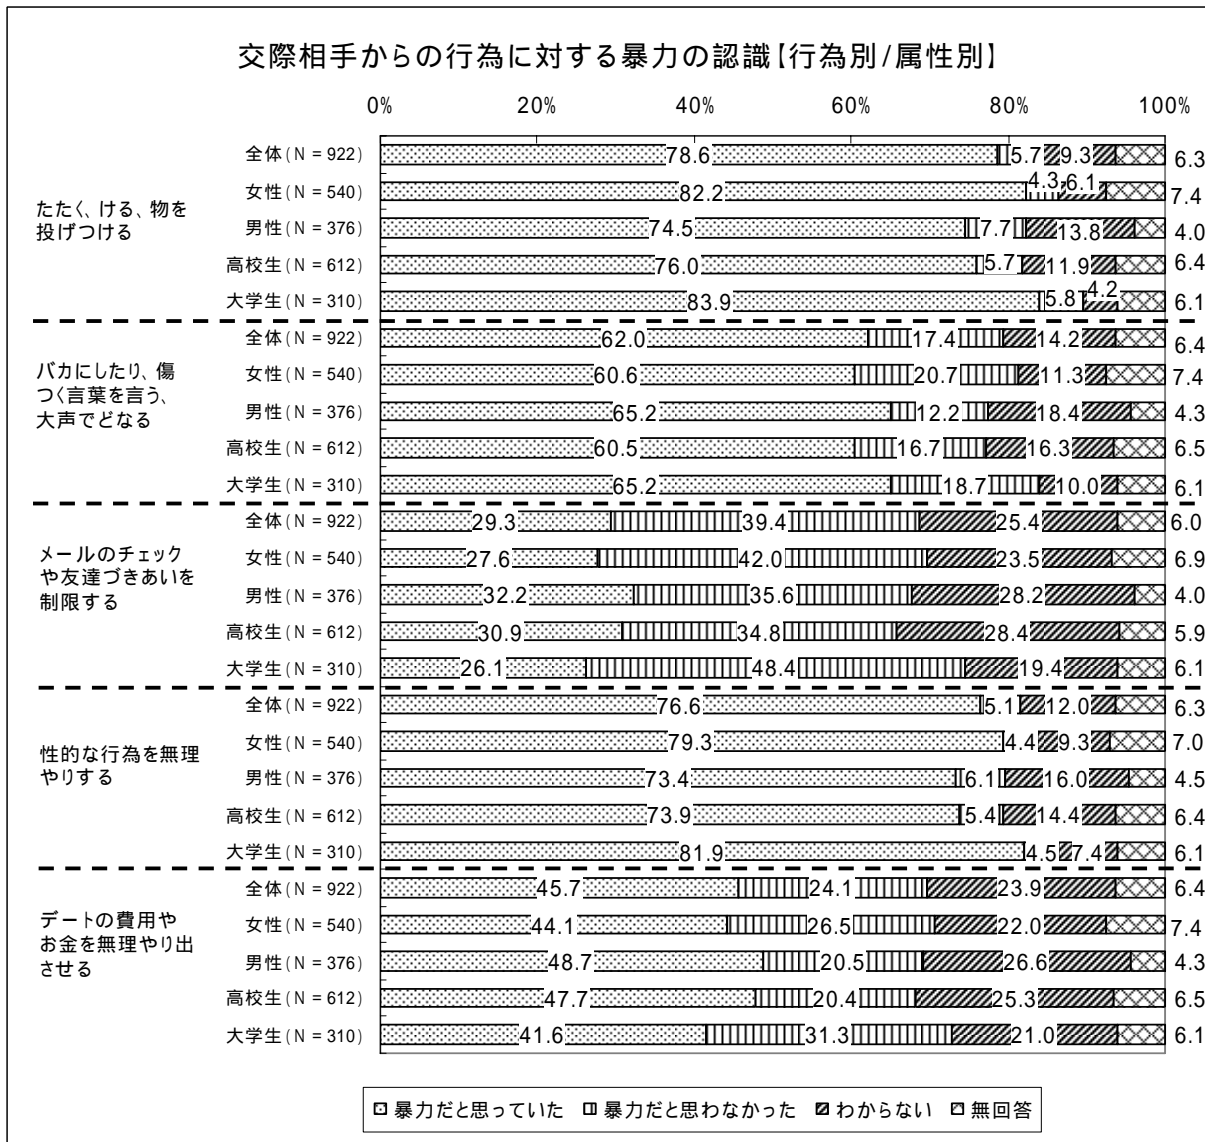 交際相手からの行為に対する暴力の認識【行為別/属性別】
0% 20% 40% 60% 80% 100%
たたく、ける、物を
投げつける
全体(N=922) 78.6 5.7 9.3 6.3
女性(N=540) 82.2 4.3 6.1 7.4
男性(N=376) 74.5 7.7 13.8 4.0
高校生(N=612) 76.0 5.7 11.9 6.4
大学生(N=310) 83.9 5.8 4.2 6.1
バカにしたり、傷
つく言葉を言う、
大声でどなる
全体(N=922) 62.0 17.4 14.2 6.4
女性(N=540) 60.6 20.7 11.3 7.4
男性(N=376) 65.2 12.2 18.4 4.3
高校生(N=612) 60.5 16.7 16.3 6.5
大学生(N=310) 65.2 18.7 10.0 6.1
メールのチェック
や友達づきあいを
制限する
全体(N=922) 29.3 39.4 25.4 6.0
女性(N=540) 27.6 42.0 23.5 6.9
男性(N=376) 32.2 35.6 28.2 4.0
高校生(N=612) 30.9 34.8 28.4 5.9
大学生(N=310) 26.1 48.4 19.4 6.1
性的な行為を無理
やりする
全体(N=922) 76.6 5.1 12.0 6.3
女性(N=540) 79.3 4.4 9.3 7.0
男性(N=376) 73.4 6.1 16.0 4.5
高校生(N=612) 73.9 5.4 14.4 6.4
大学生(N=310) 81.9 4.5 7.4 6.1
デートの費用や
お金を無理やり出
させる
全体(N=922) 45.7 24.1 23.9 6.4
女性(N=540) 44.1 26.5 22.0 7.4
男性(N=376) 48.7 20.5 26.6 4.3
高校生(N=612) 47.7 20.4 25.3 6.5
大学生(N=310) 41.6 31.3 21.0 6.1
暴力だと思っていた 暴力だと思わなかった わからない 無回答